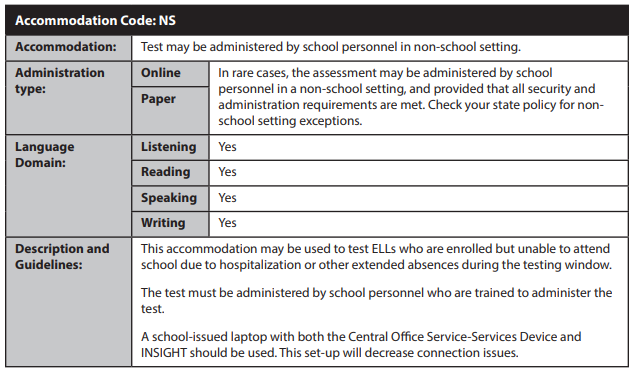 Accommodation Code: NS
Accommodation: Test may be administered by school personnel in non-school setting.
Administration type:
Online
Paper
In rare cases, the assessment may be administered by school
personnel in a non-school setting, and provided that all security and
administration requirements are met. Check your state policy for non-
school setting exceptions.
Language Domain:
Listening Yes
Reading Yes
Speaking Yes
Writing Yes
Description and
Guidelines:
This accommodation may be used to test ELLs who are enrolled but unable to attend
school due to hospitalization or other extended absences during the testing window.
The test must be administered by school personnel who are trained to administer the
test.
A school-issued laptop with both the Central Office Service-Services Device and
INSIGHT should be used. This set-up will decrease connection issues.